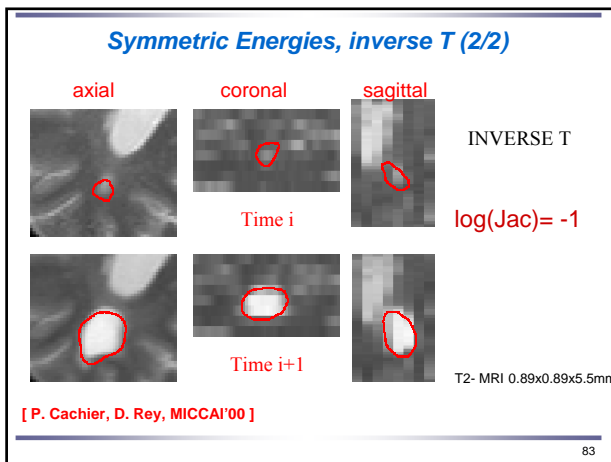 Symmetric Energies, inverse T (2/2)
axial coronal sagittal
INVERSE T
Time i
log(Jac)= -1
Time i+1
T2- MRI 0.89x0.89x5.5mm
[ P. Cachier, D. Rey, MICCAI'00 ]
83